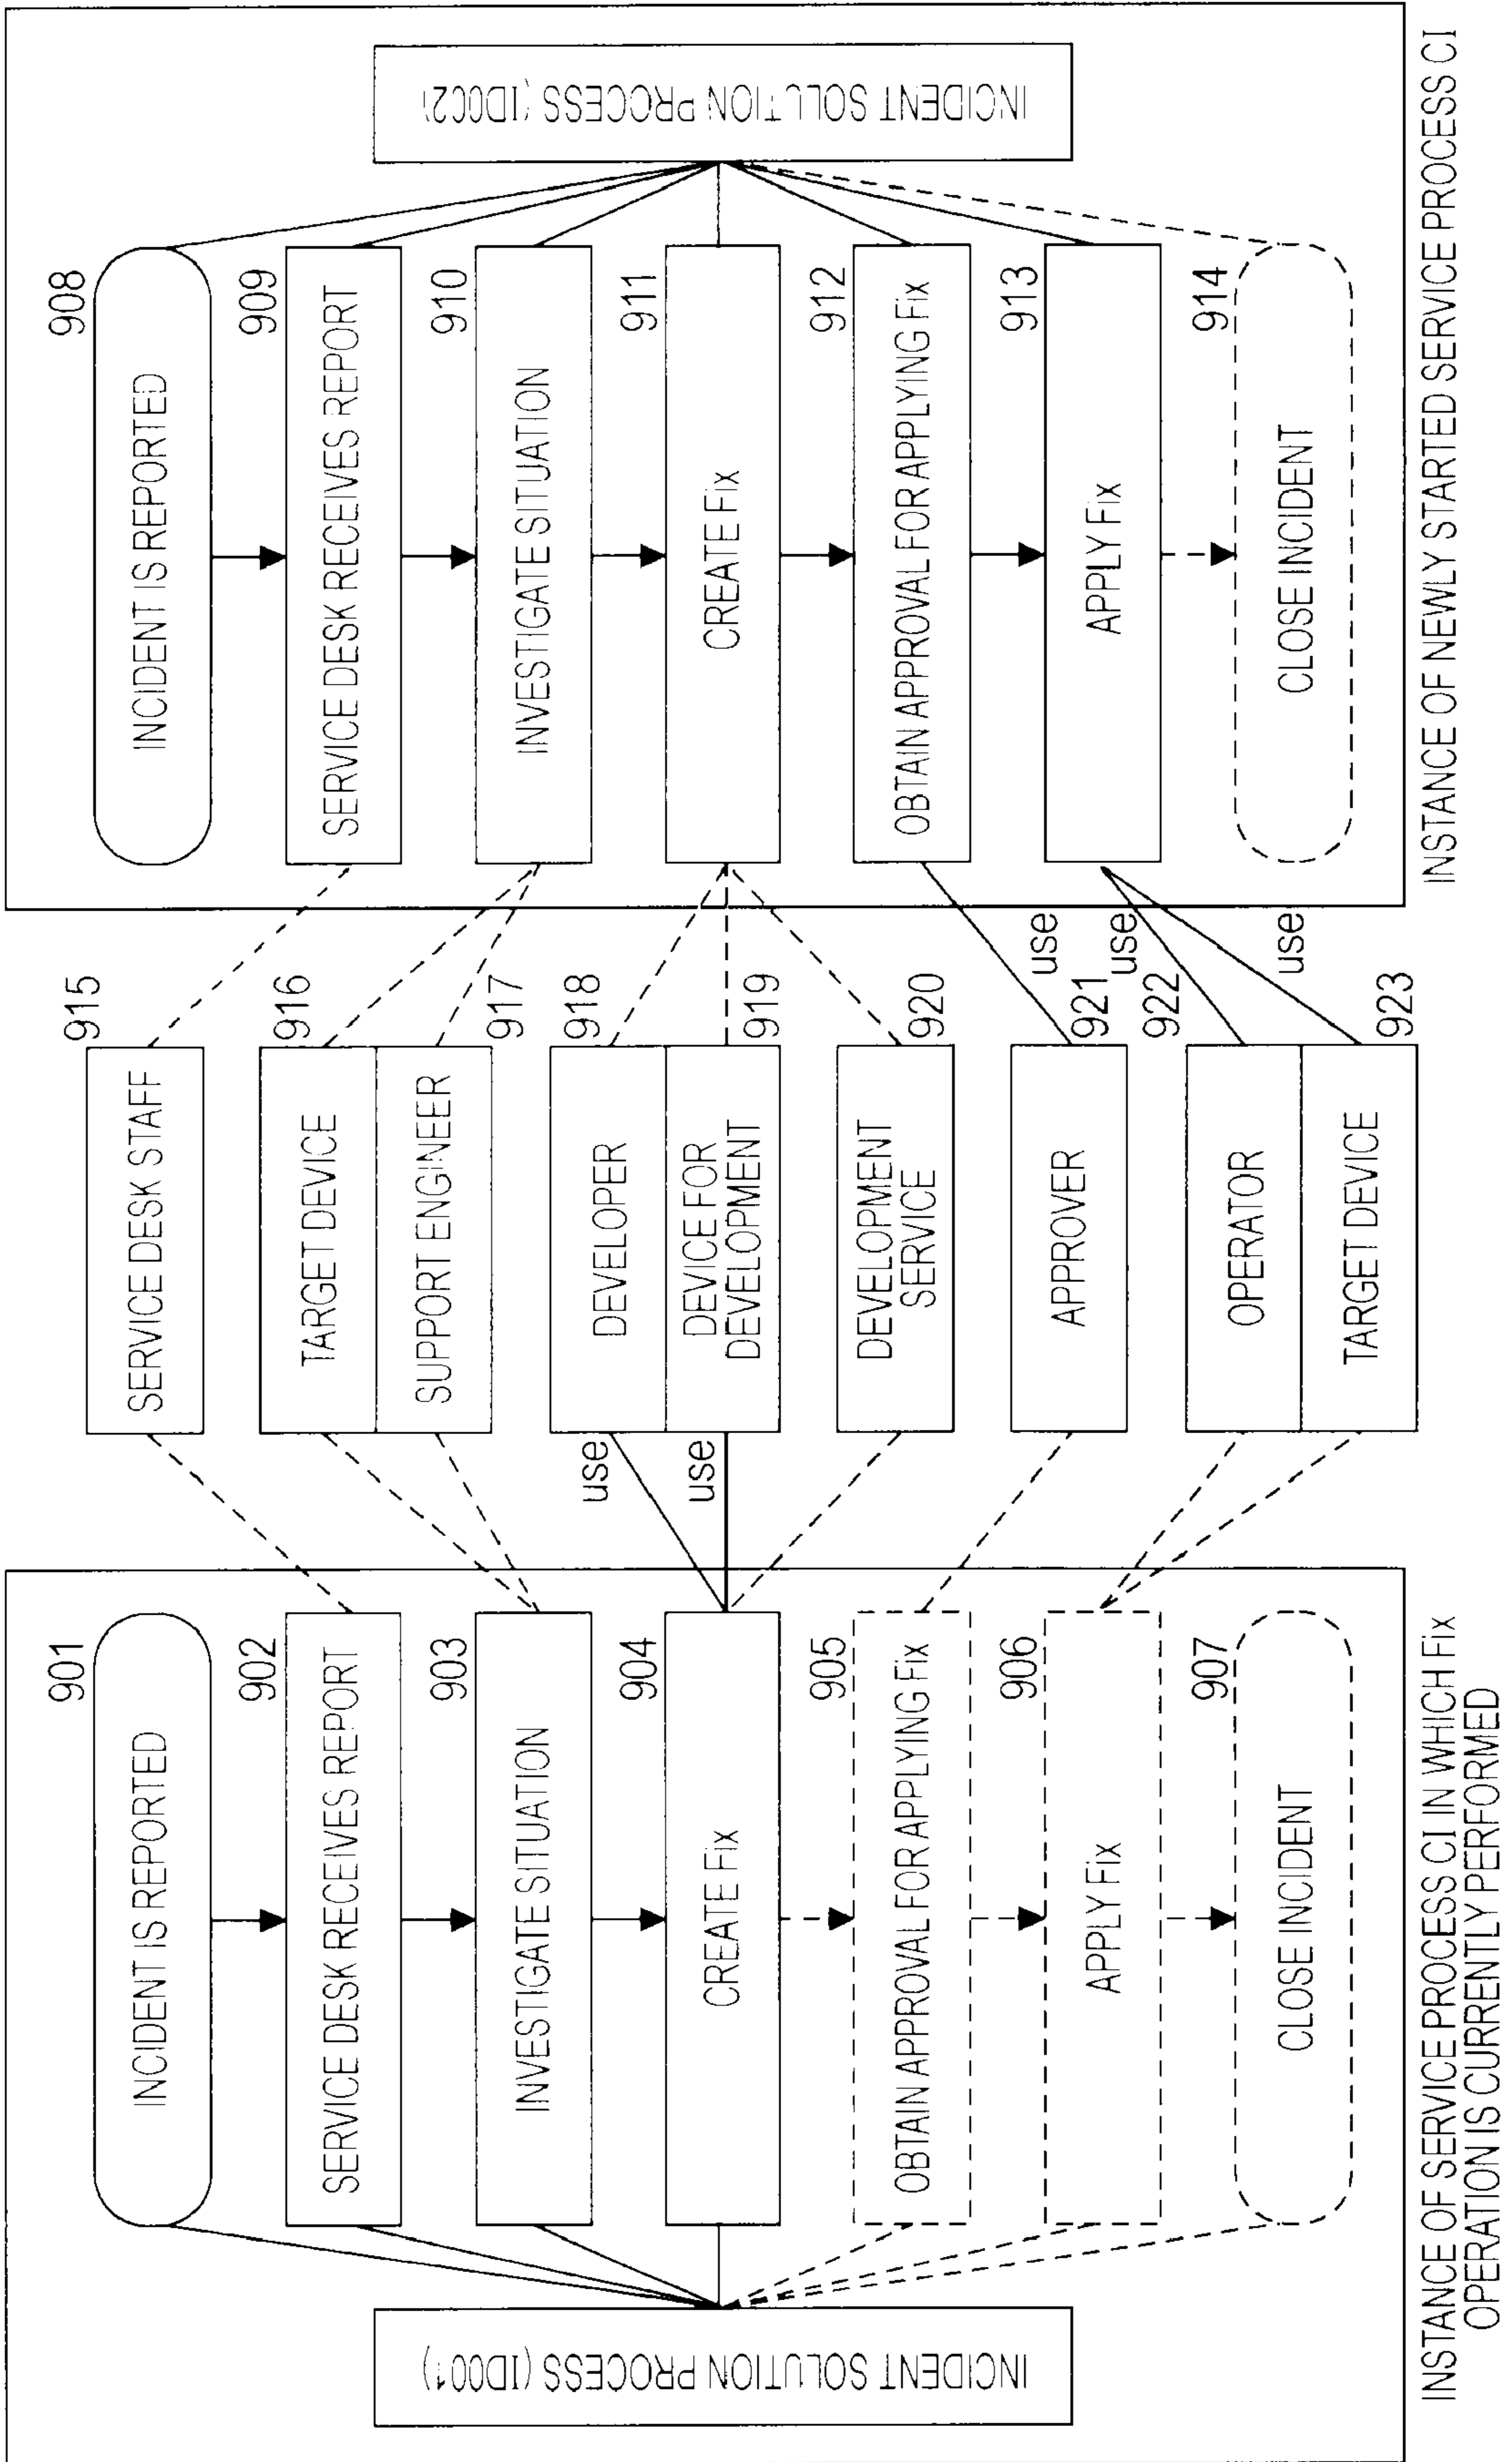 INCIDENT SOLUTION PROCESS (ID001)
901
INCIDENT IS REPORTED
902
SERVICE DESK RECEIVES REPORT
903
INVESTIGATE SITUATION
904
CREATE Fix
905
OBTAIN APPROVAL FOR APPLYING Fix
906
APPLY Fix
907
CLOSE INCIDENT
INSTANCE OF SERVICE PROCESS CI IN WHICH Fix
OPERATION IS CURRENTLY PERFORMED
915
SERVICE DESK STAFF
916
TARGET DEVICE
917
SUPPORT ENGINEER
918
DEVELOPER
use
919
DEVICE FOR
DEVELOPMENT
use
920
DEVELOPMENT
SERVICE
921
APPROVER
use
922
OPERATOR
use
923
TARGET DEVICE
use
908
INCIDENT IS REPORTED
909
SERVICE DESK RECEIVES REPORT
910
INVESTIGATE SITUATION
911
CREATE Fix
912
OBTAIN APPROVAL FOR APPLYING Fix
913
APPLY Fix
914
CLOSE INCIDENT
INCIDENT SOLUTION PROCESS (ID002)
INSTANCE OF NEWLY STARTED SERVICE PROCESS CI